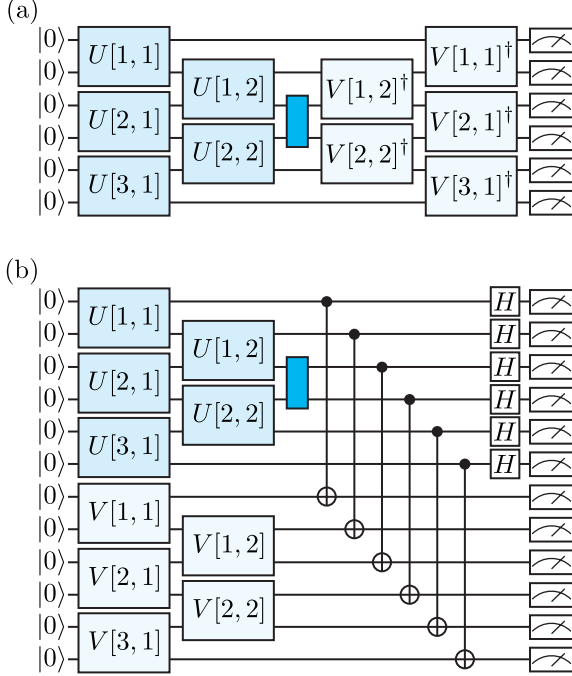 (a)
|0⟩ U[1, 1] V[1, 1]†
|0⟩ U[1, 2] V[1, 2]†
|0⟩ U[2, 1] V[2, 1]†
|0⟩ U[2, 2] V[2, 2]†
|0⟩ U[3, 1] V[3, 1]†
|0⟩
(b)
|0⟩ U[1, 1] H
|0⟩ U[1, 2] H
|0⟩ U[2, 1] H
|0⟩ U[2, 2] H
|0⟩ U[3, 1] H
|0⟩ H
|0⟩ V[1, 1]
|0⟩ V[1, 2]
|0⟩ V[2, 1]
|0⟩ V[2, 2]
|0⟩ V[3, 1]
|0⟩